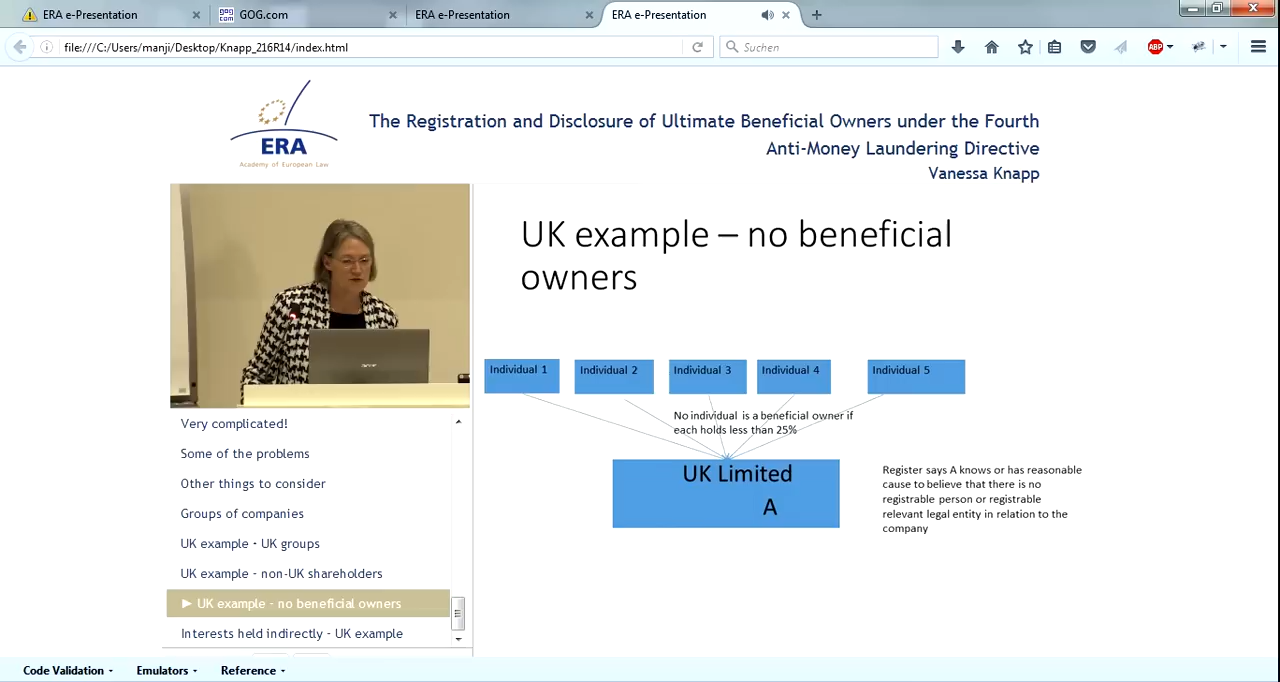 ERA e-Presentation
GOG.com
ERA e-Presentation
ERA e-Presentation
gog
com
file:///C:/Users/manji/Desktop/Knapp_216R14/index.html
Suchen
ABP
ERA
Academy of European Law
The Registration and Disclosure of Ultimate Beneficial Owners under the Fourth
Anti-Money Laundering Directive
Vanessa Knapp
UK example – no beneficial
owners
Individual 1
Individual 2
Individual 3
Individual 4
Individual 5
No individual is a beneficial owner if
each holds less than 25%
UK Limited
A
Register says A knows or has reasonable
cause to believe that there is no
registrable person or registrable
relevant legal entity in relation to the
company
acer
Very complicated!
Some of the problems
Other things to consider
Groups of companies
UK example - UK groups
UK example - non-UK shareholders
UK example - no beneficial owners
Interests held indirectly - UK example
Code Validation
Emulators
Reference